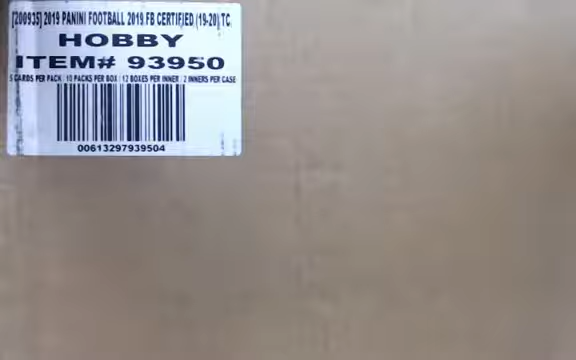 [200935] 2019 PANINI FOOTBALL 2019 FB CERTIFIED (19-20) TC
HOBBY
ITEM# 93950
5 CARDS PER PACK 10 PACKS PER BOX 12 BOXES PER INNER 2 INNERS PER CASE
00613297939504